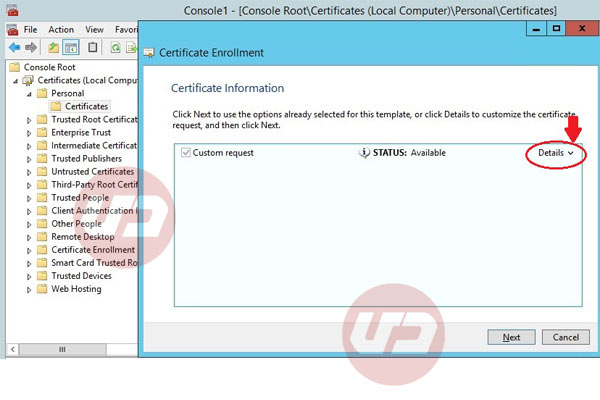 Console1 - [Console Root\Certificates (Local Computer)\Personal\Certificates]
File Action View Favori
Console Root
Certificates (Local Comput
Personal
Certificates
Trusted Root Certificat
Enterprise Trust
Intermediate Certificat
Trusted Publishers
Untrusted Certificates
Third-Party Root Certif
Trusted People
Client Authentication I
Other People
Remote Desktop
Certificate Enrollment
Smart Card Trusted Ro
Trusted Devices
Web Hosting
Certificate Enrollment
Certificate Information
Click Next to use the options already selected for this template, or click Details to customize the certificate
request, and then click Next.
Custom request STATUS: Available Details
Next Cancel